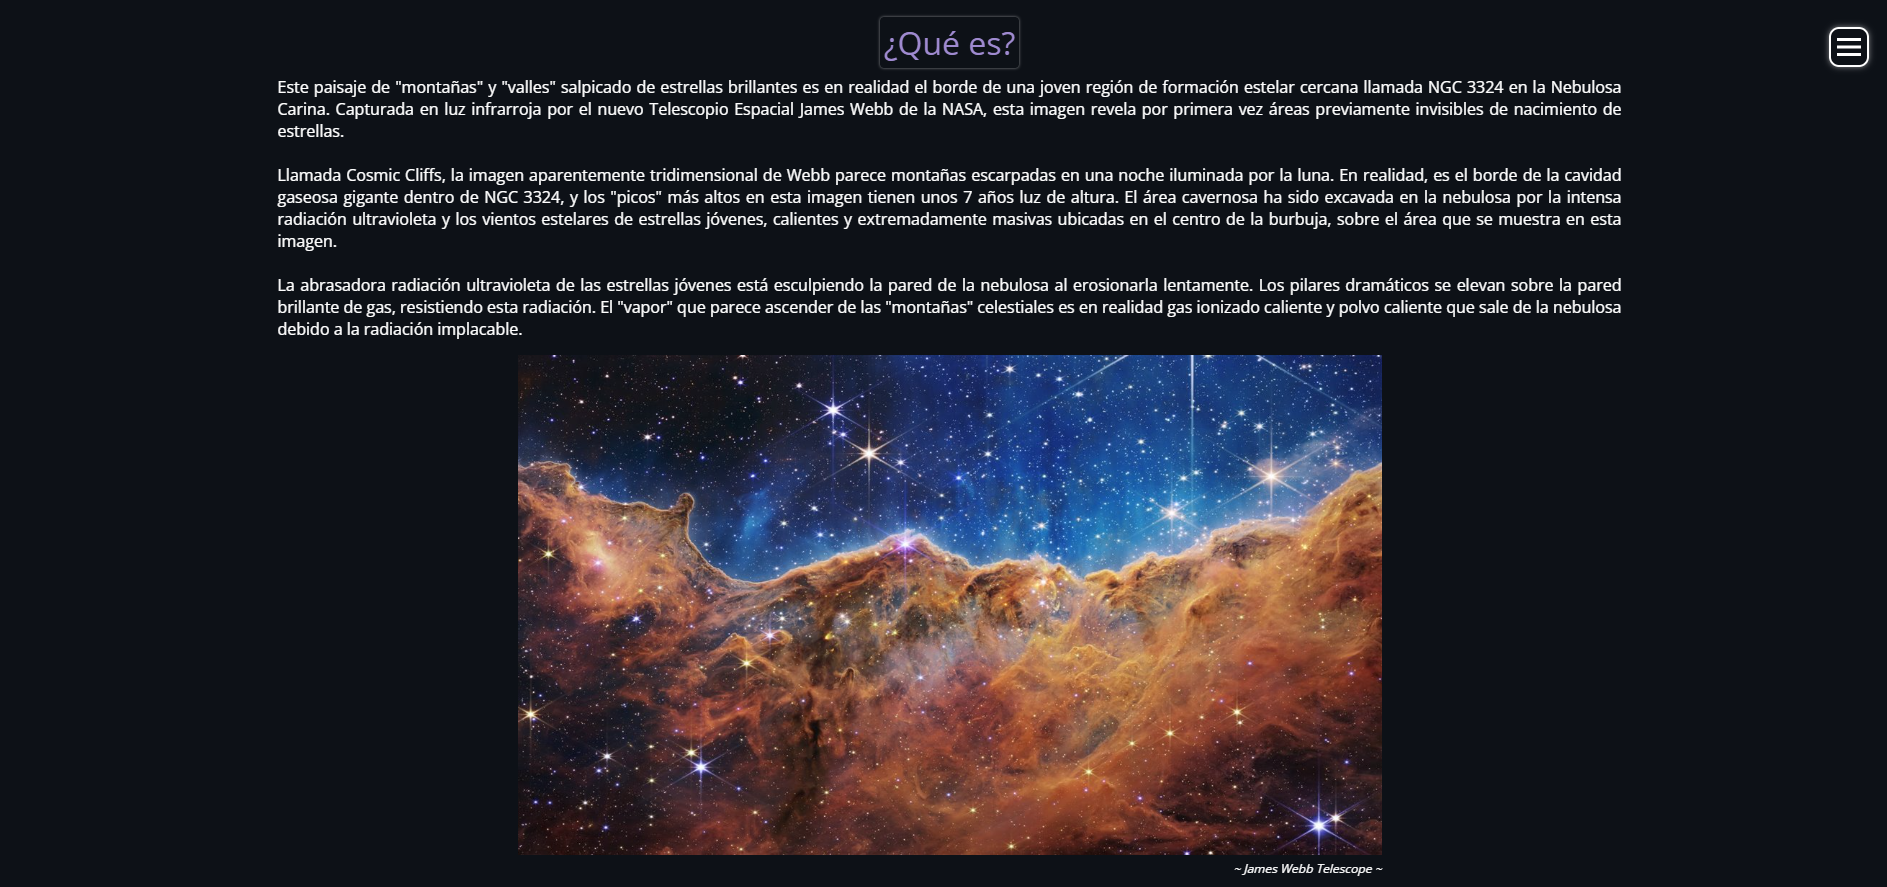 ¿Qué es?
Este paisaje de "montañas" y "valles" salpicado de estrellas brillantes es en realidad el borde de una joven región de formación estelar cercana llamada NGC 3324 en la Nebulosa
Carina. Capturada en luz infrarroja por el nuevo Telescopio Espacial James Webb de la NASA, esta imagen revela por primera vez áreas previamente invisibles de nacimiento de
estrellas.
Llamada Cosmic Cliffs, la imagen aparentemente tridimensional de Webb parece montañas escarpadas en una noche iluminada por la luna. En realidad, es el borde de la cavidad
gaseosa gigante dentro de NGC 3324, y los "picos" más altos en esta imagen tienen unos 7 años luz de altura. El área cavernosa ha sido excavada en la nebulosa por la intensa
radiación ultravioleta y los vientos estelares de estrellas jóvenes, calientes y extremadamente masivas ubicadas en el centro de la burbuja, sobre el área que se muestra en esta
imagen.
La abrasadora radiación ultravioleta de las estrellas jóvenes está esculpiendo la pared de la nebulosa al erosionarla lentamente. Los pilares dramáticos se elevan sobre la pared
brillante de gas, resistiendo esta radiación. El "vapor" que parece ascender de las "montañas" celestiales es en realidad gas ionizado caliente y polvo caliente que sale de la nebulosa
debido a la radiación implacable.
~ James Webb Telescope ~